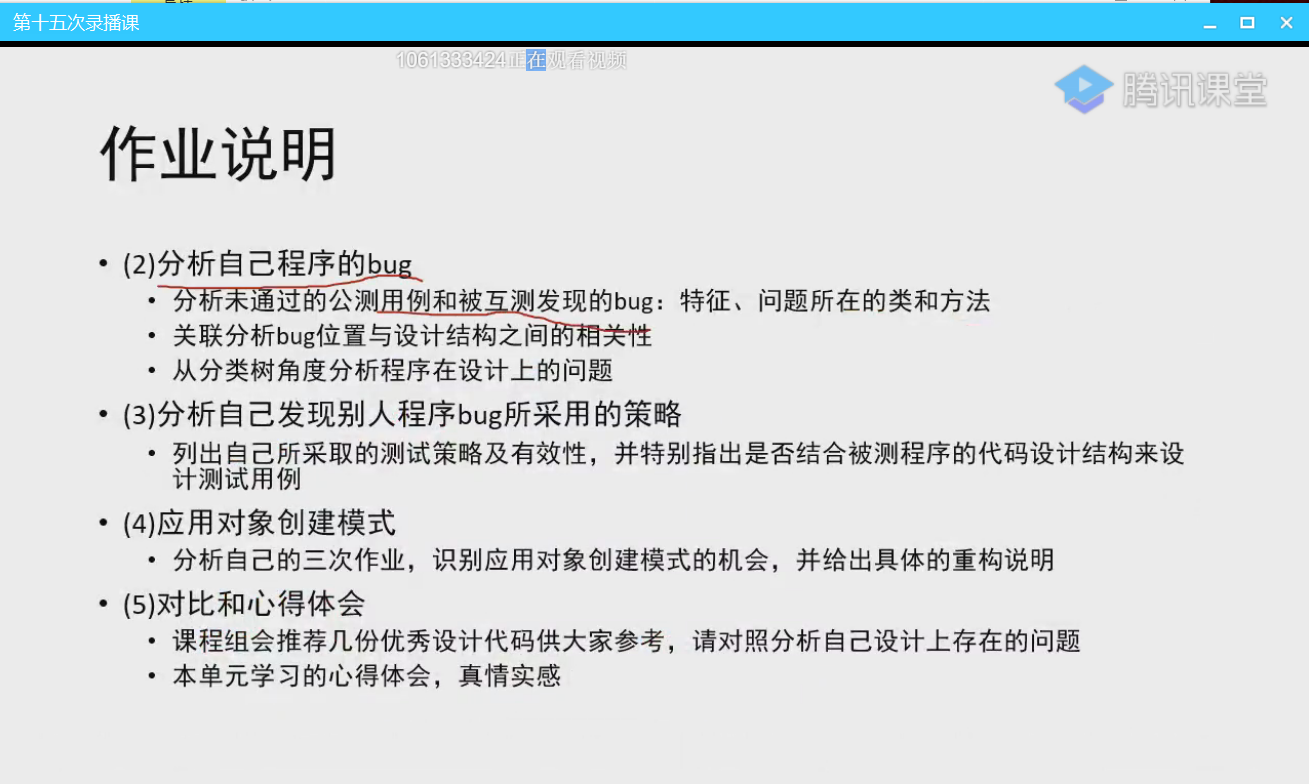 第十五次录播课
1061333424正在观看视频
腾讯课堂
作业说明
• (2)分析自己程序的bug
• 分析未通过的公测用例和被互测发现的bug：特征、问题所在的类和方法
• 关联分析bug位置与设计结构之间的相关性
• 从分类树角度分析程序在设计上的问题
• (3)分析自己发现别人程序bug所采用的策略
• 列出自己所采取的测试策略及有效性，并特别指出是否结合被测程序的代码设计结构来设
计测试用例
• (4)应用对象创建模式
• 分析自己的三次作业，识别应用对象创建模式的机会，并给出具体的重构说明
• (5)对比和心得体会
• 课程组会推荐几份优秀设计代码供大家参考，请对照分析自己设计上存在的问题
• 本单元学习的心得体会，真情实感